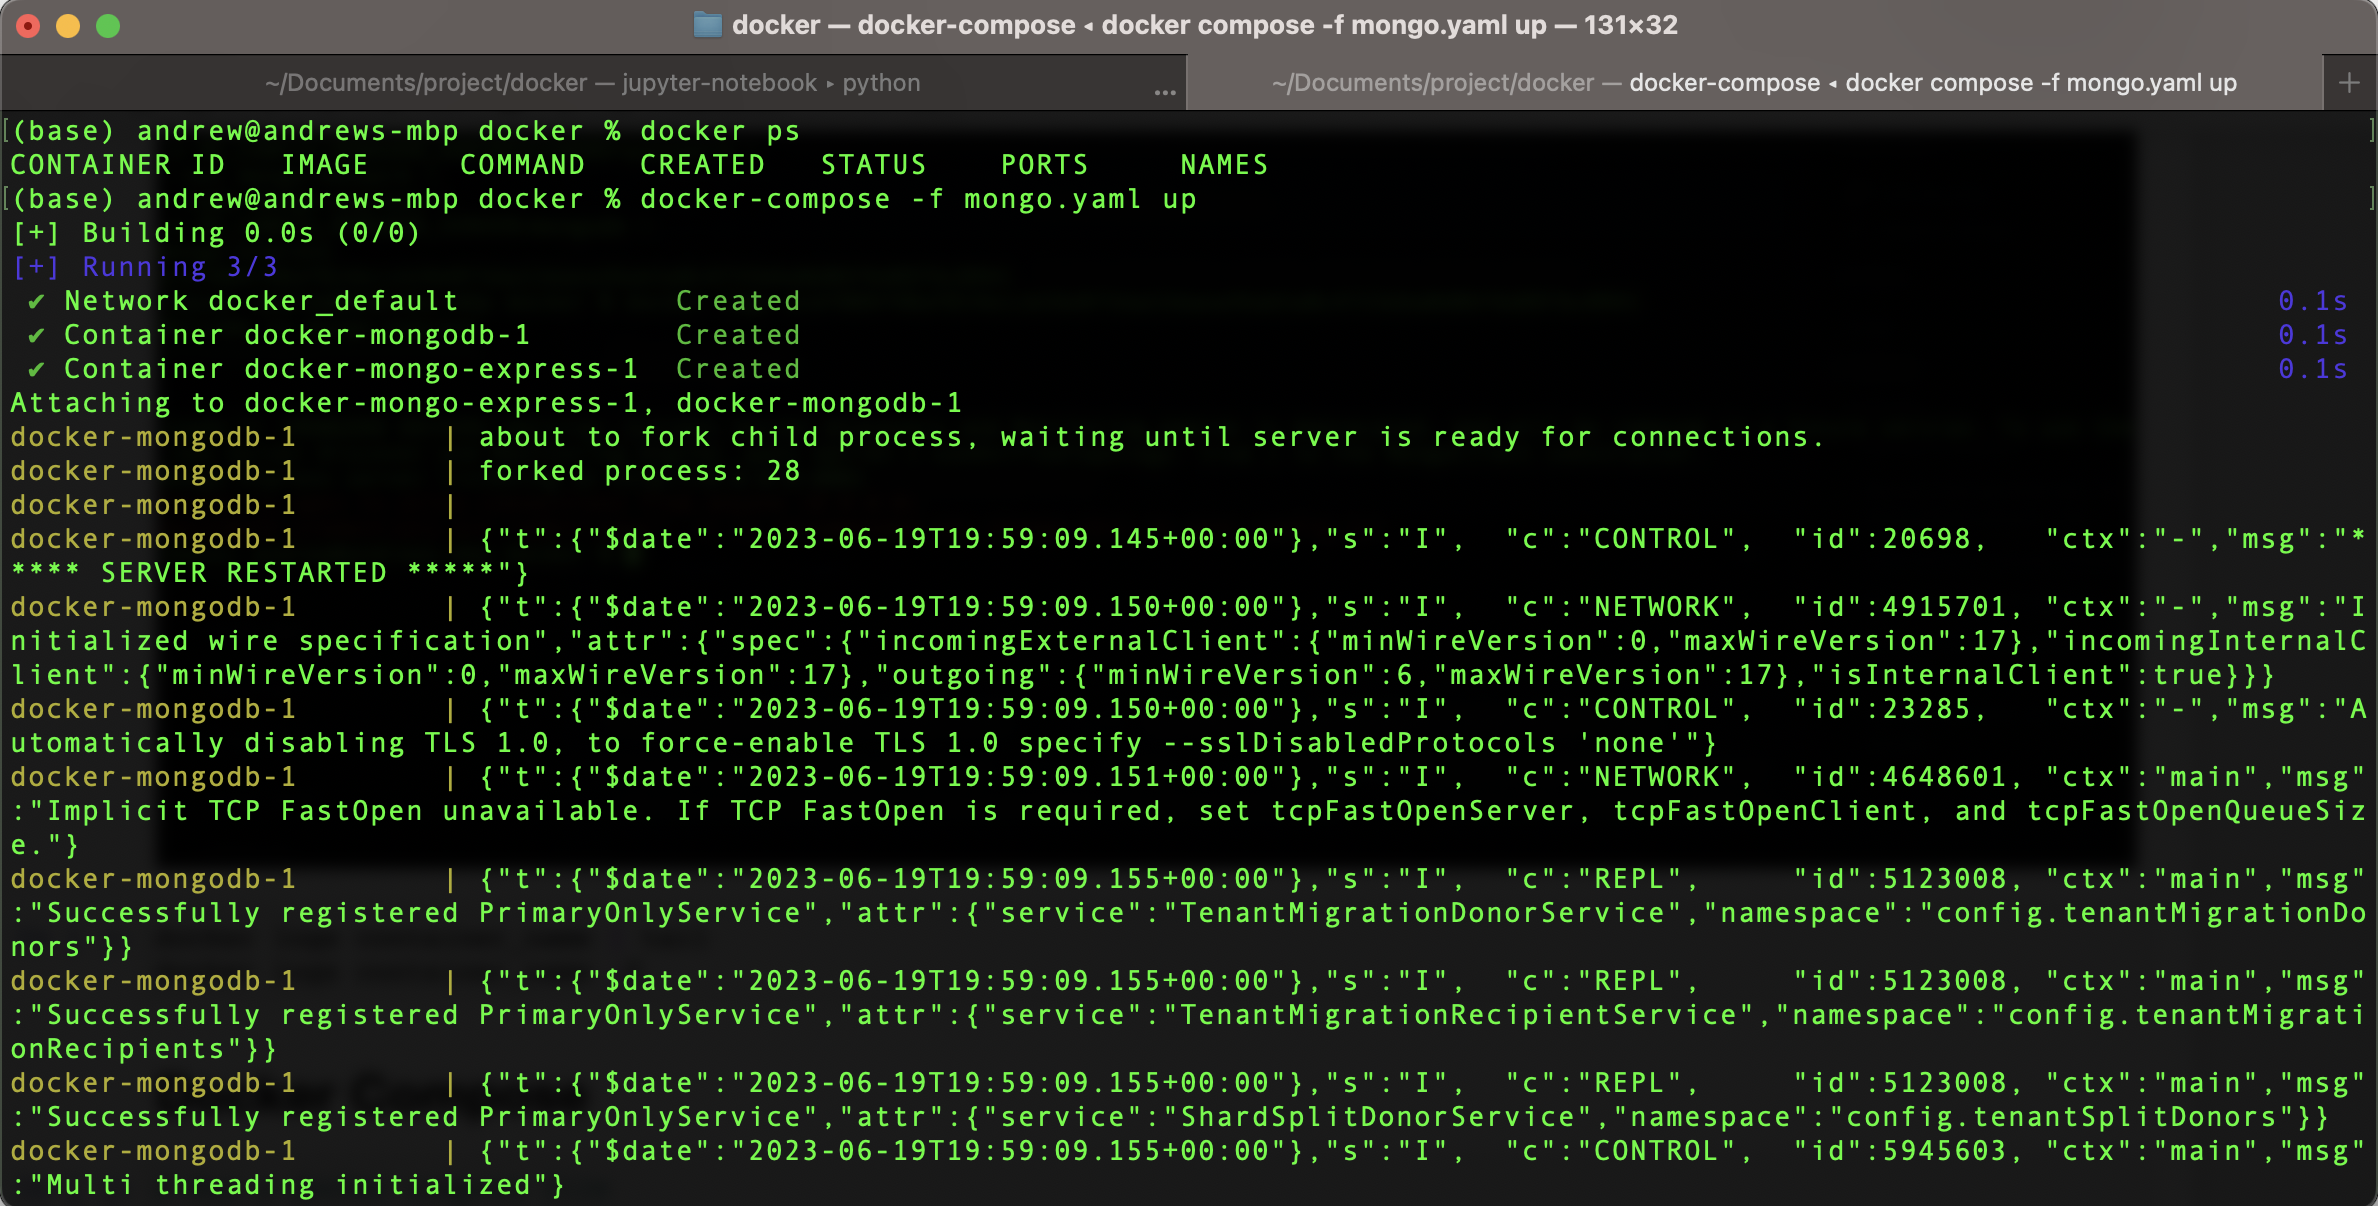 docker — docker-compose ◂ docker compose -f mongo.yaml up — 131×32
~/Documents/project/docker — jupyter-notebook ▸ python ... ~/Documents/project/docker — docker-compose ◂ docker compose -f mongo.yaml up +
[(base) andrew@andrews-mbp docker % docker ps ]
CONTAINER ID   IMAGE     COMMAND   CREATED   STATUS    PORTS     NAMES
[(base) andrew@andrews-mbp docker % docker-compose -f mongo.yaml up ]
[+] Building 0.0s (0/0)
[+] Running 3/3
 ✔ Network docker_default            Created 0.1s
 ✔ Container docker-mongodb-1        Created 0.1s
 ✔ Container docker-mongo-express-1  Created 0.1s
Attaching to docker-mongo-express-1, docker-mongodb-1
docker-mongodb-1        | about to fork child process, waiting until server is ready for connections.
docker-mongodb-1        | forked process: 28
docker-mongodb-1        |
docker-mongodb-1        | {"t":{"$date":"2023-06-19T19:59:09.145+00:00"},"s":"I",  "c":"CONTROL",  "id":20698,   "ctx":"-","msg":"*
**** SERVER RESTARTED *****"}
docker-mongodb-1        | {"t":{"$date":"2023-06-19T19:59:09.150+00:00"},"s":"I",  "c":"NETWORK",  "id":4915701, "ctx":"-","msg":"I
nitialized wire specification","attr":{"spec":{"incomingExternalClient":{"minWireVersion":0,"maxWireVersion":17},"incomingInternalC
lient":{"minWireVersion":0,"maxWireVersion":17},"outgoing":{"minWireVersion":6,"maxWireVersion":17},"isInternalClient":true}}}
docker-mongodb-1        | {"t":{"$date":"2023-06-19T19:59:09.150+00:00"},"s":"I",  "c":"CONTROL",  "id":23285,   "ctx":"-","msg":"A
utomatically disabling TLS 1.0, to force-enable TLS 1.0 specify --sslDisabledProtocols 'none'"}
docker-mongodb-1        | {"t":{"$date":"2023-06-19T19:59:09.151+00:00"},"s":"I",  "c":"NETWORK",  "id":4648601, "ctx":"main","msg"
:"Implicit TCP FastOpen unavailable. If TCP FastOpen is required, set tcpFastOpenServer, tcpFastOpenClient, and tcpFastOpenQueueSiz
e."}
docker-mongodb-1        | {"t":{"$date":"2023-06-19T19:59:09.155+00:00"},"s":"I",  "c":"REPL",     "id":5123008, "ctx":"main","msg"
:"Successfully registered PrimaryOnlyService","attr":{"service":"TenantMigrationDonorService","namespace":"config.tenantMigrationDo
nors"}}
docker-mongodb-1        | {"t":{"$date":"2023-06-19T19:59:09.155+00:00"},"s":"I",  "c":"REPL",     "id":5123008, "ctx":"main","msg"
:"Successfully registered PrimaryOnlyService","attr":{"service":"TenantMigrationRecipientService","namespace":"config.tenantMigrati
onRecipients"}}
docker-mongodb-1        | {"t":{"$date":"2023-06-19T19:59:09.155+00:00"},"s":"I",  "c":"REPL",     "id":5123008, "ctx":"main","msg"
:"Successfully registered PrimaryOnlyService","attr":{"service":"ShardSplitDonorService","namespace":"config.tenantSplitDonors"}}
docker-mongodb-1        | {"t":{"$date":"2023-06-19T19:59:09.155+00:00"},"s":"I",  "c":"CONTROL",  "id":5945603, "ctx":"main","msg"
:"Multi threading initialized"}